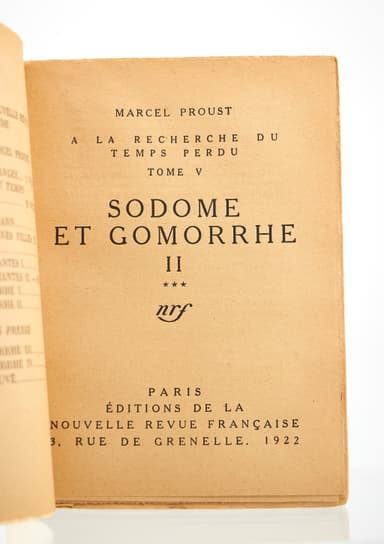 MARCEL PROUST
A LA RECHERCHE DU
TEMPS PERDU
TOME V
SODOME
ET GOMORRHE
II
***
nrf
PARIS
ÉDITIONS DE LA
NOUVELLE REVUE FRANÇAISE
3, RUE DE GRENELLE. 1922